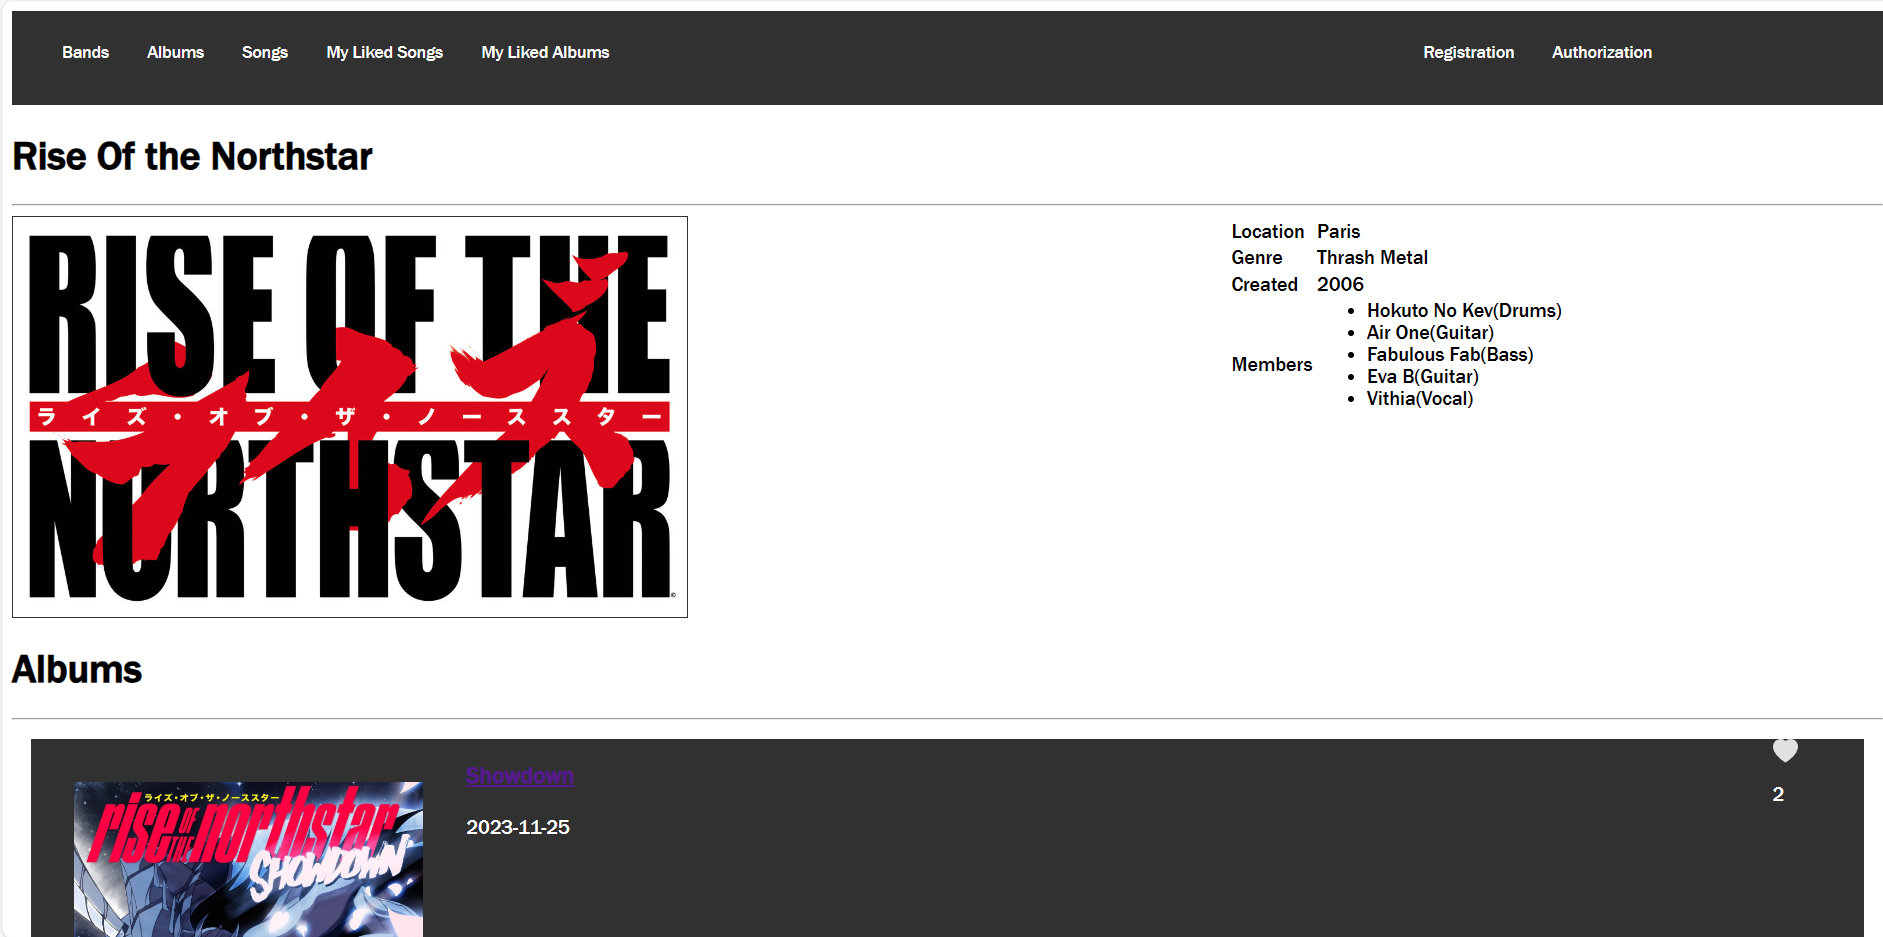 Bands Albums Songs My Liked Songs My Liked Albums Registration Authorization
Rise Of the Northstar
RISE OF THE
ライズ・オブ・ザ・ノーススター
NORTHSTAR
©
Location Paris
Genre Thrash Metal
Created 2006
Members
• Hokuto No Kev(Drums)
• Air One(Guitar)
• Fabulous Fab(Bass)
• Eva B(Guitar)
• Vithia(Vocal)
Albums
ライズ・オブ・ザ・ノーススター
rise OF THE northstar
SHOWDOWN
Showdown
2023-11-25
2